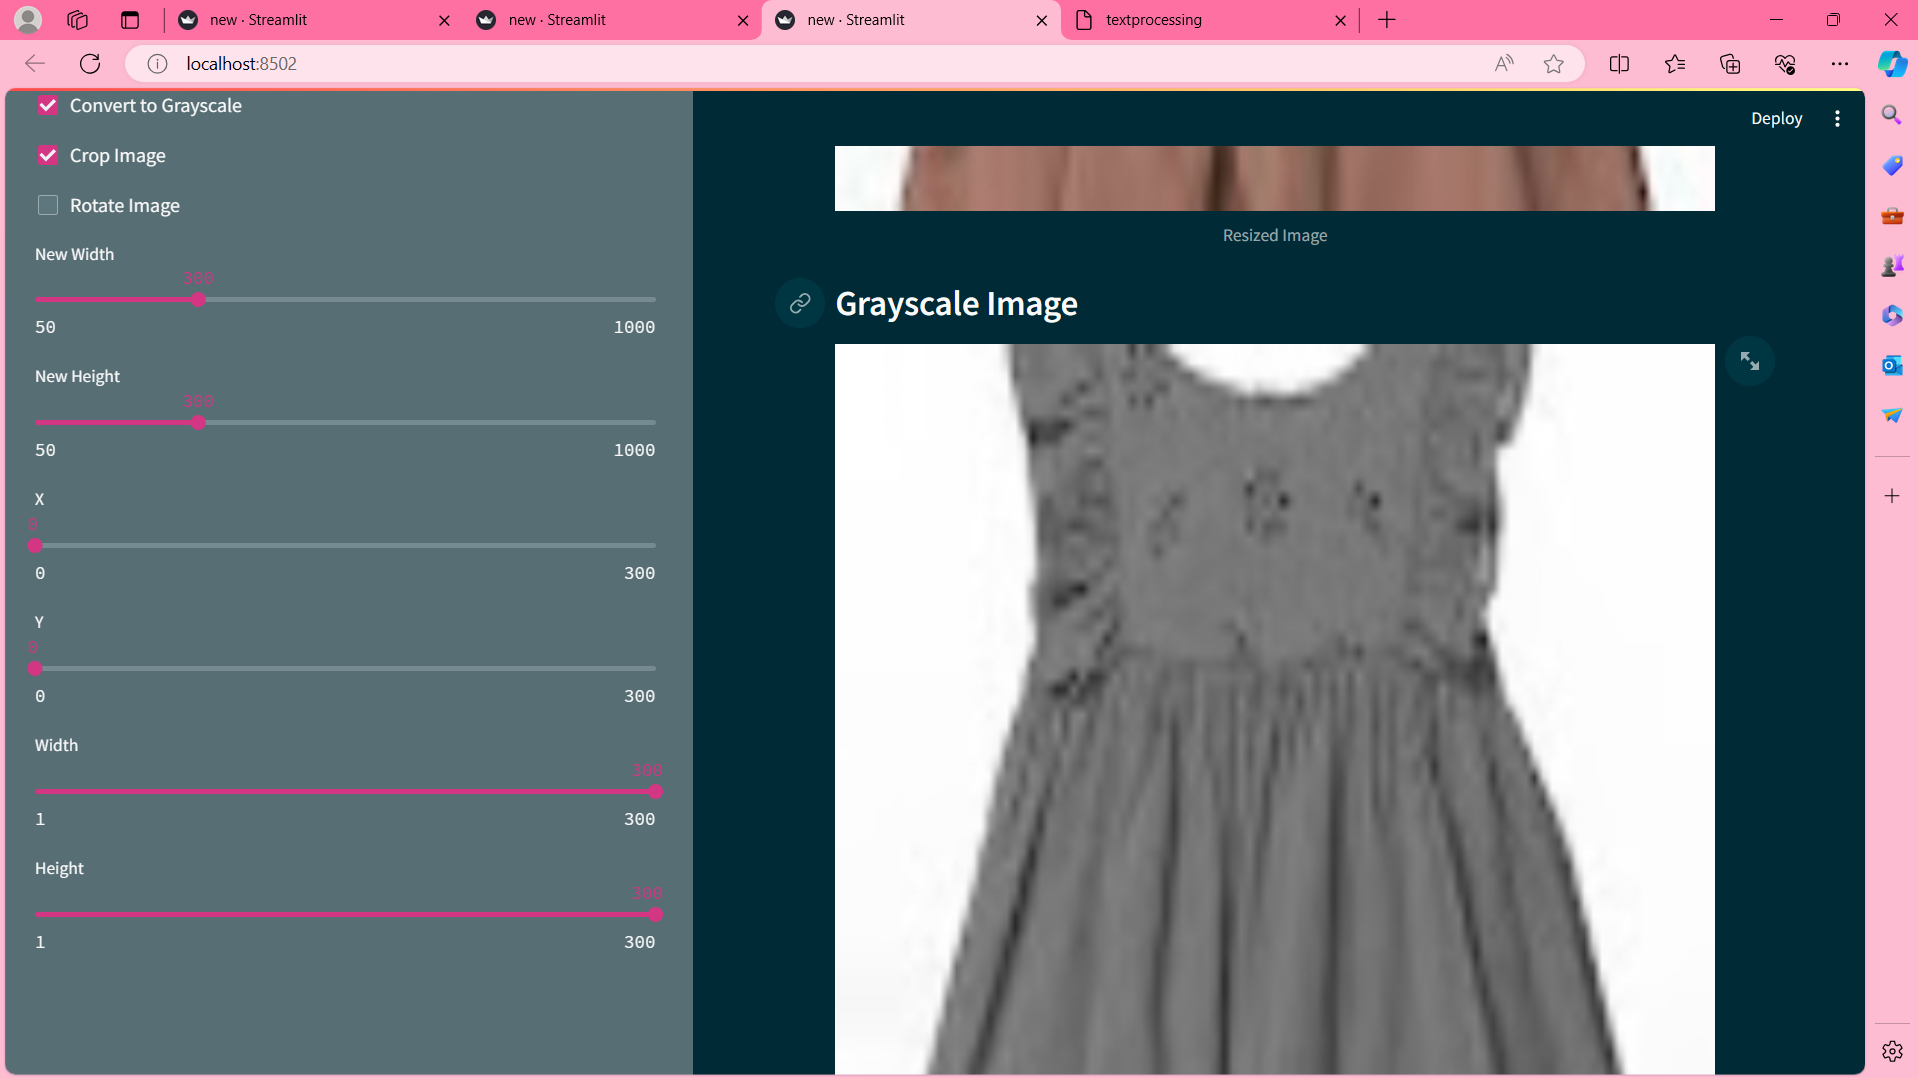 new · Streamlit
new · Streamlit
new · Streamlit
textprocessing
localhost:8502
Convert to Grayscale
Crop Image
Rotate Image
New Width
300
50 1000
New Height
300
50 1000
X
0
0 300
Y
0
0 300
Width
300
1 300
Height
300
1 300
Deploy
Resized Image
Grayscale Image